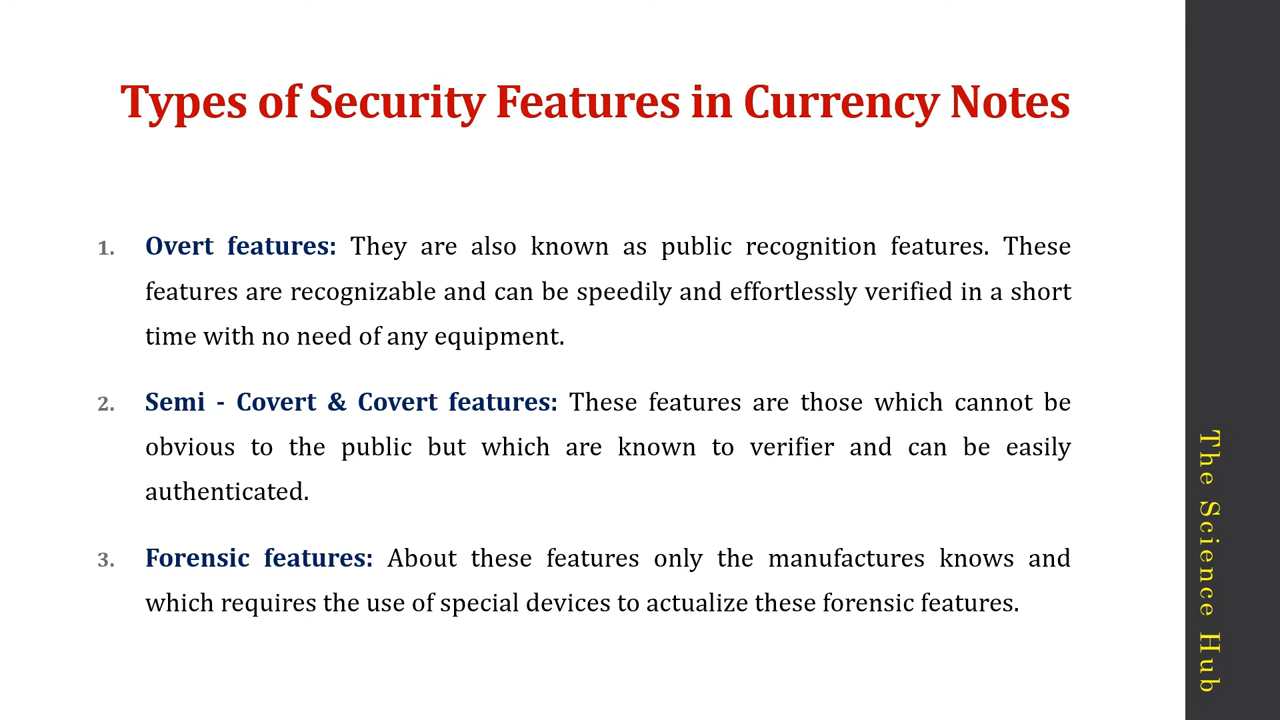 Types of Security Features in Currency Notes
1. Overt features: They are also known as public recognition features. These
features are recognizable and can be speedily and effortlessly verified in a short
time with no need of any equipment.
2. Semi - Covert & Covert features: These features are those which cannot be
obvious to the public but which are known to verifier and can be easily
authenticated.
3. Forensic features: About these features only the manufactures knows and
which requires the use of special devices to actualize these forensic features.
The Science Hub